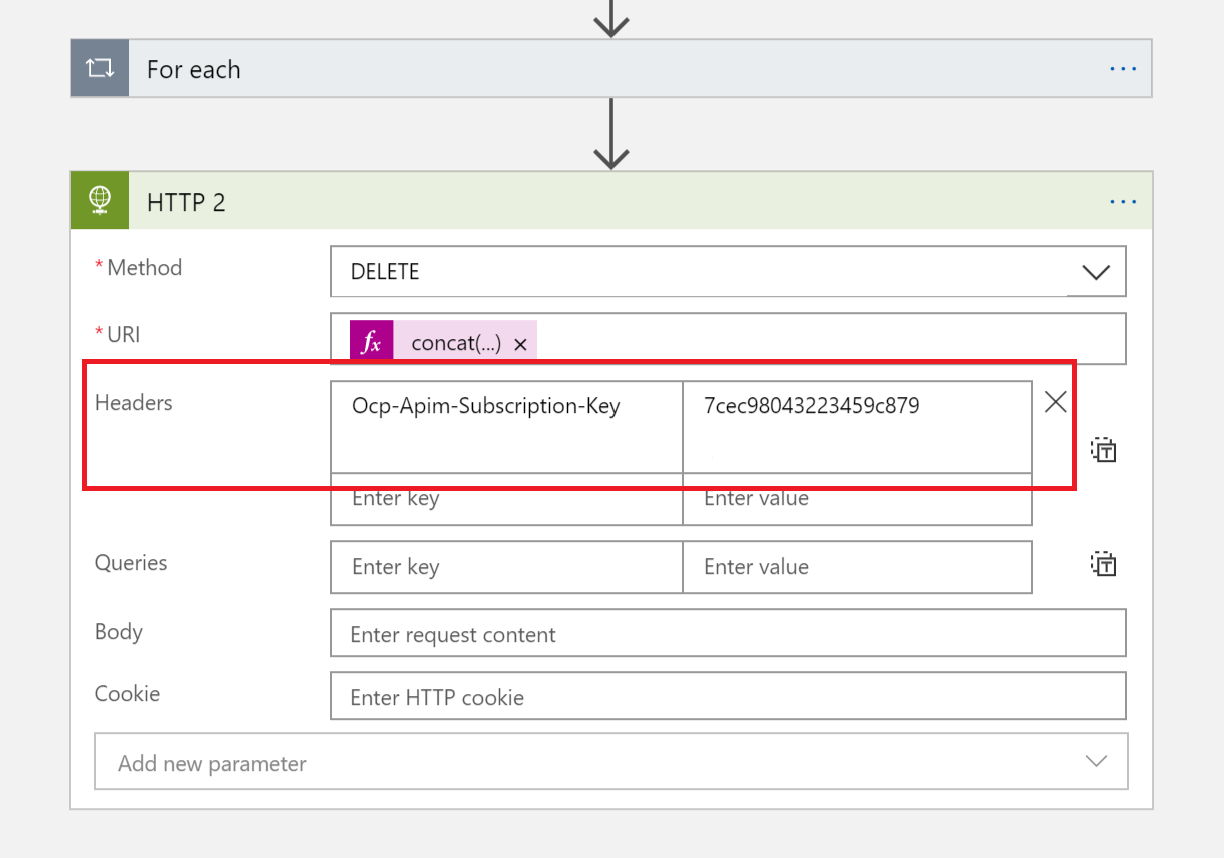 For each
HTTP 2
* Method
DELETE
* URI
fx concat(...) ×
Headers
Ocp-Apim-Subscription-Key
7cec98043223459c879
Enter key
Enter value
Queries
Enter key
Enter value
Body
Enter request content
Cookie
Enter HTTP cookie
Add new parameter